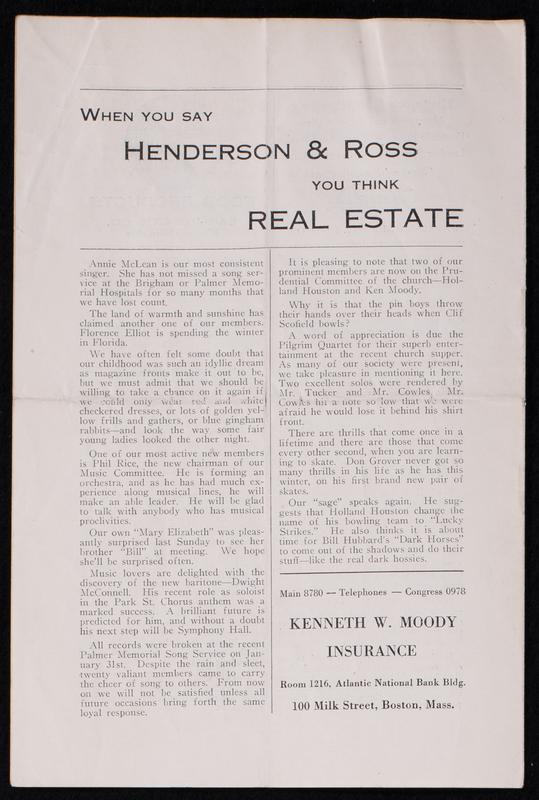 WHEN YOU SAY
HENDERSON & ROSS
YOU THINK
REAL ESTATE
Annie McLean is our most consistent
singer. She has not missed a song ser-
vice at the Brigham or Palmer Memo-
rial Hospitals for so many months that
we have lost count.
The land of warmth and sunshine has
claimed another one of our members.
Florence Elliot is spending the winter
in Florida.
We have often felt some doubt that
our childhood was such an idyllic dream
as magazine fronts make it out to be,
but we must admit that we should be
willing to take a chance on it again if
we could only wear red and white
checkered dresses, or lots of golden yel-
low frills and gathers, or blue gingham
rabbits—and look the way some fair
young ladies looked the other night.
One of our most active new members
is Phil Rice, the new chairman of our
Music Committee. He is forming an
orchestra, and as he has had much ex-
perience along musical lines, he will
make an able leader. He will be glad
to talk with anybody who has musical
proclivities.
Our own "Mary Elizabeth" was pleas-
antly surprised last Sunday to see her
brother "Bill" at meeting. We hope
she'll be surprised often.
Music lovers are delighted with the
discovery of the new baritone—Dwight
McConnell. His recent role as soloist
in the Park St. Chorus anthem was a
marked success. A brilliant future is
predicted for him, and without a doubt
his next step will be Symphony Hall.
All records were broken at the recent
Palmer Memorial Song Service on Jan-
uary 31st. Despite the rain and sleet,
twenty valiant members came to carry
the cheer of song to others. From now
on we will not be satisfied unless all
future occasions bring forth the same
loyal response.
It is pleasing to note that two of our
prominent members are now on the Pru-
dential Committee of the church—Hol-
land Houston and Ken Moody.
Why is it that the pin boys throw
their hands over their heads when Clif
Scofield bowls?
A word of appreciation is due the
Pilgrim Quartet for their superb enter-
tainment at the recent church supper.
As many of our society were present,
we take pleasure in mentioning it here.
Two excellent solos were rendered by
Mr. Tucker and Mr. Cowles. Mr.
Cowles hit a note so low that we were
afraid he would lose it behind his shirt
front.
There are thrills that come once in a
lifetime and there are those that come
every other second, when you are learn-
ing to skate. Don Grover never got so
many thrills in his life as he has this
winter, on his first brand new pair of
skates.
Our "sage" speaks again. He sug-
gests that Holland Houston change the
name of his bowling team to "Lucky
Strikes." He also thinks it is about
time for Bill Hubbard's "Dark Horses"
to come out of the shadows and do their
stuff—like the real dark hossies.
Main 8780 — Telephones — Congress 0978
KENNETH W. MOODY
INSURANCE
Room 1216, Atlantic National Bank Bldg.
100 Milk Street, Boston, Mass.